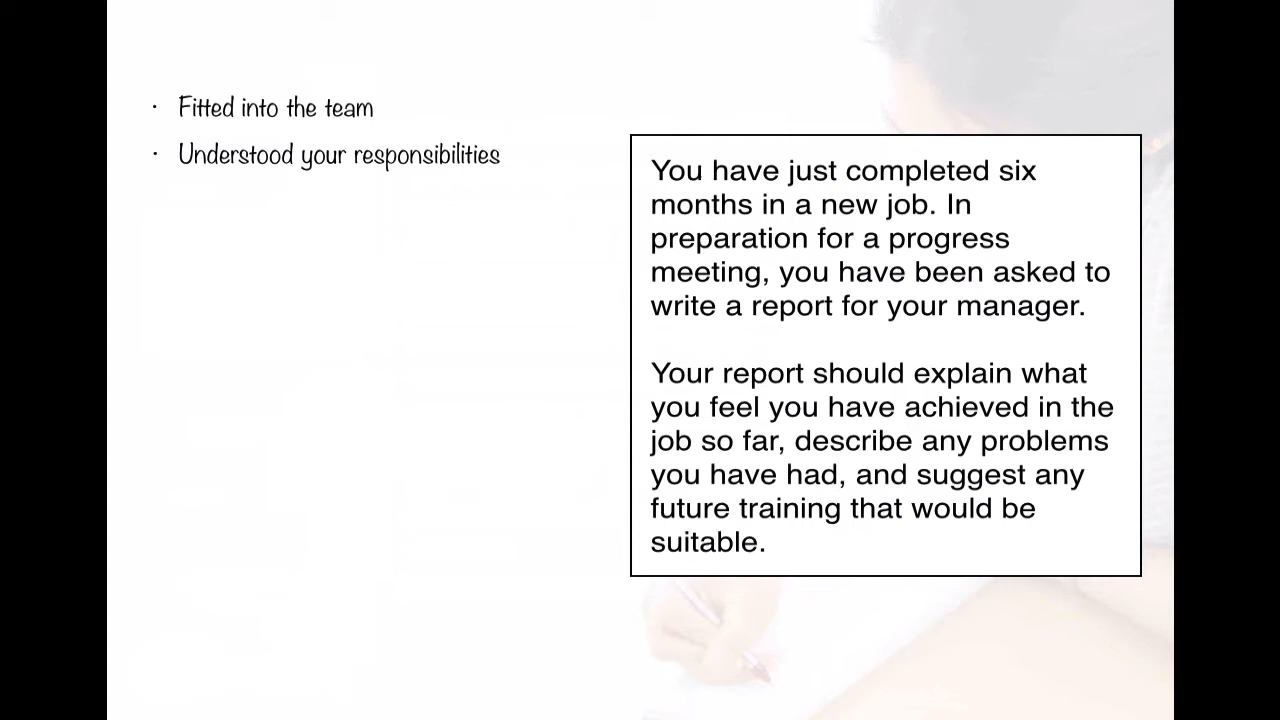 · Fitted into the team
· Understood your responsibilities
You have just completed six
months in a new job. In
preparation for a progress
meeting, you have been asked to
write a report for your manager.
Your report should explain what
you feel you have achieved in the
job so far, describe any problems
you have had, and suggest any
future training that would be
suitable.